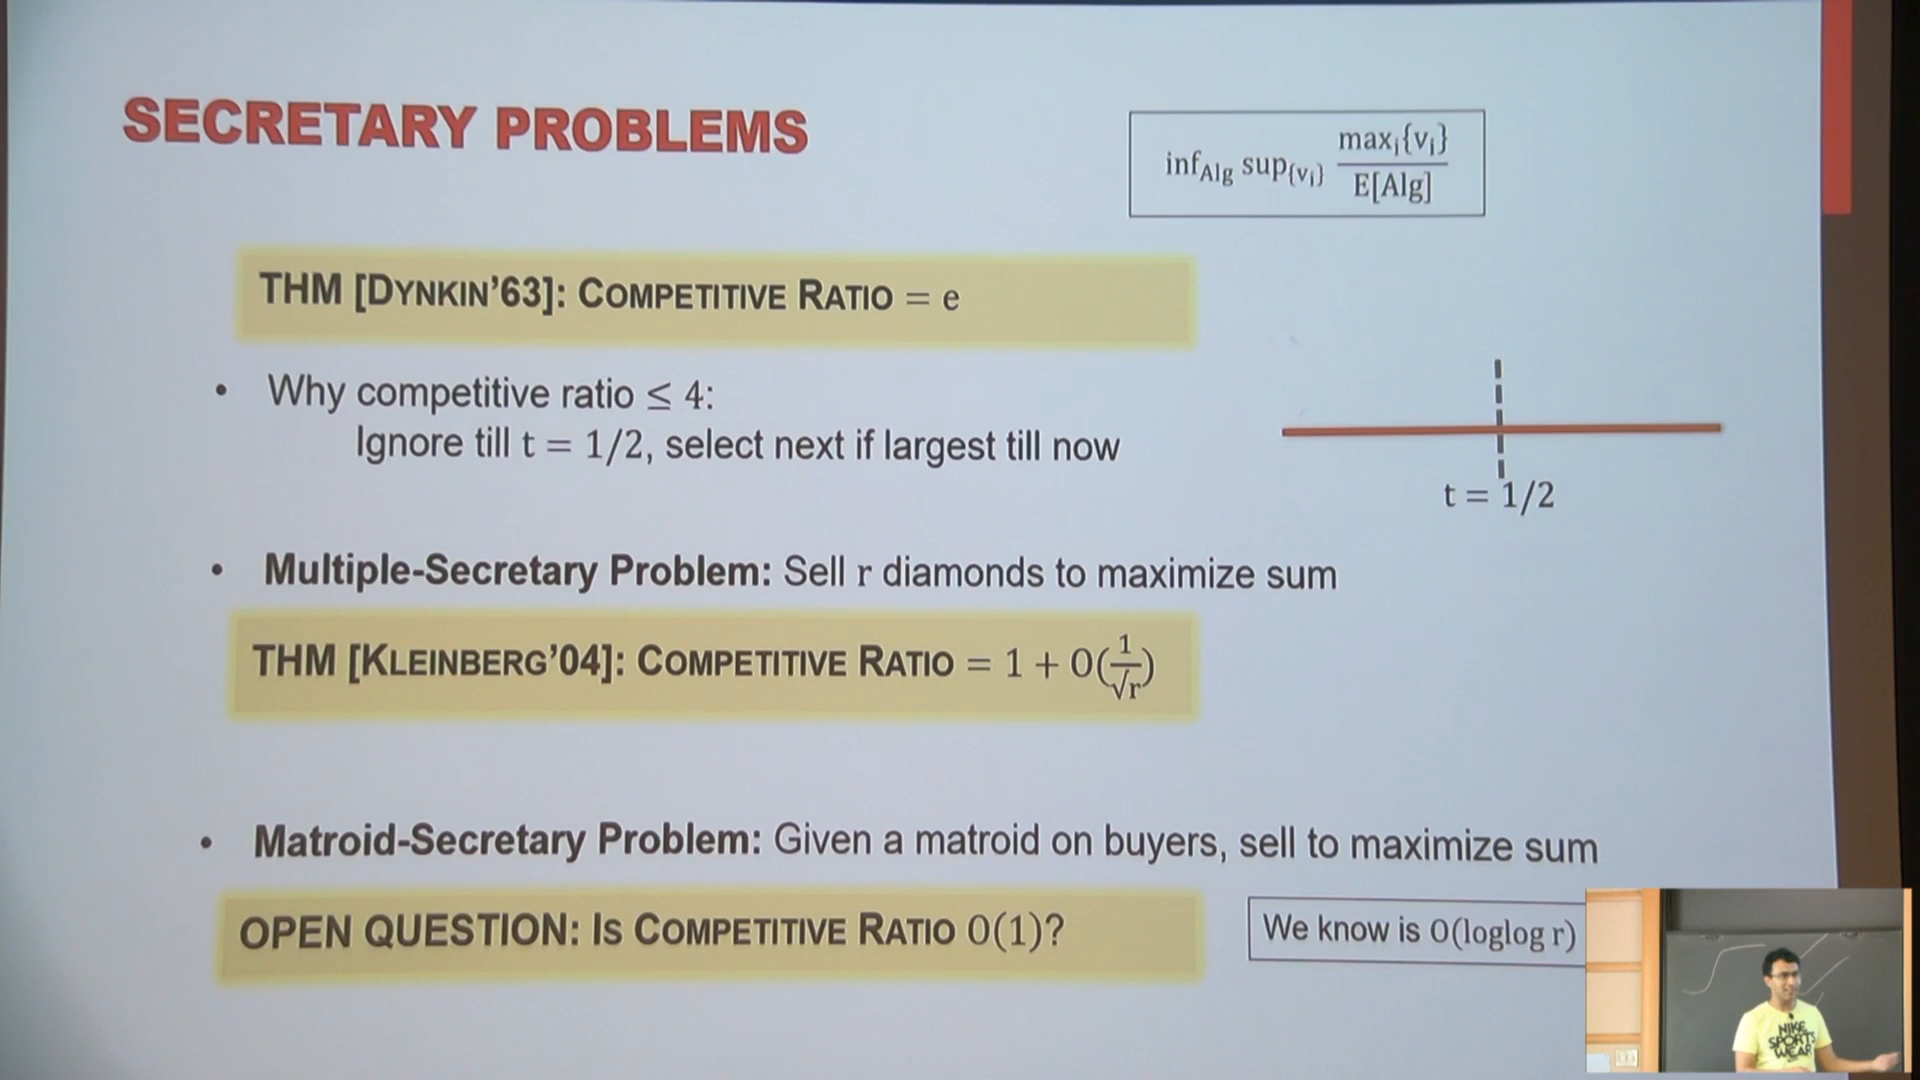 SECRETARY PROBLEMS
inf_Alg sup_{v_i} max_i{v_i} / E[Alg]
THM [DYNKIN'63]: COMPETITIVE RATIO = e
• Why competitive ratio ≤ 4:
Ignore till t = 1/2, select next if largest till now
t = 1/2
• Multiple-Secretary Problem: Sell r diamonds to maximize sum
THM [KLEINBERG'04]: COMPETITIVE RATIO = 1 + O(1/√r)
• Matroid-Secretary Problem: Given a matroid on buyers, sell to maximize sum
OPEN QUESTION: IS COMPETITIVE RATIO O(1)?
We know is O(loglog r)
NIKE
SPORTS
WEAR